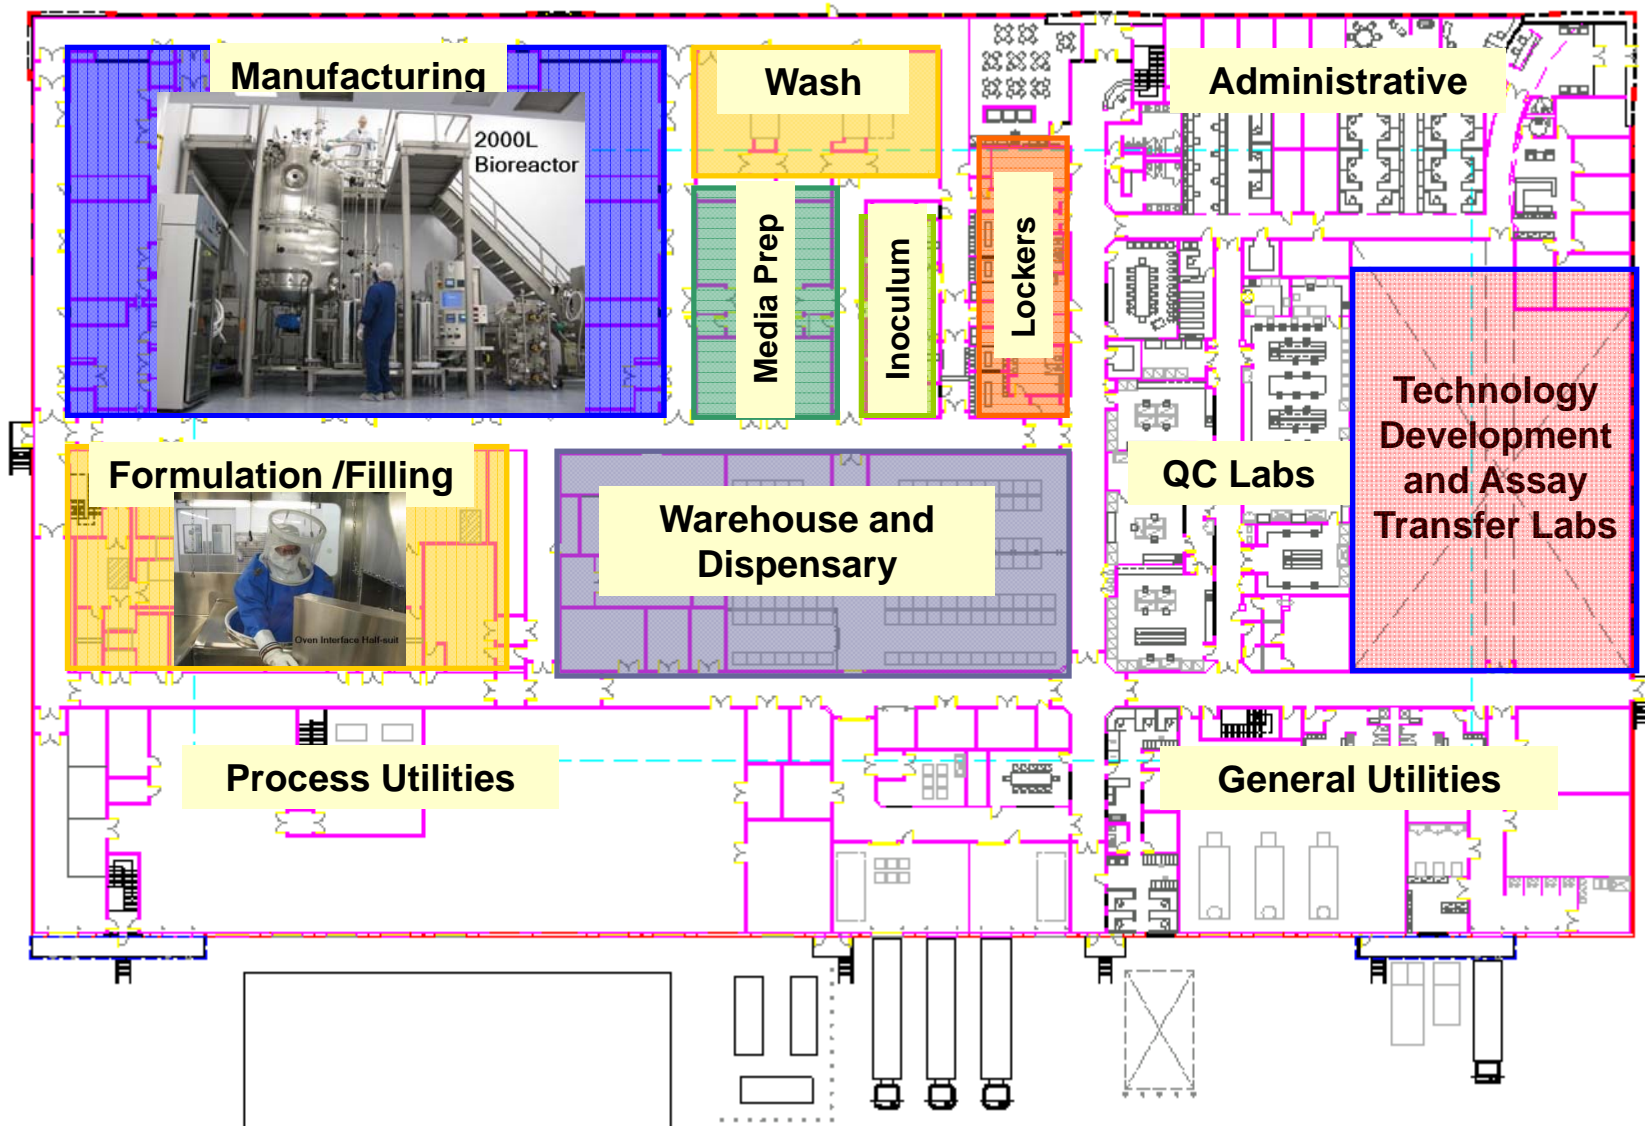 Manufacturing
2000L
Bioreactor
Wash
Administrative
Media Prep
Inoculum
Lockers
Formulation /Filling
Oven Interface Half-suit
Warehouse and
Dispensary
QC Labs
Technology
Development
and Assay
Transfer Labs
Process Utilities
General Utilities